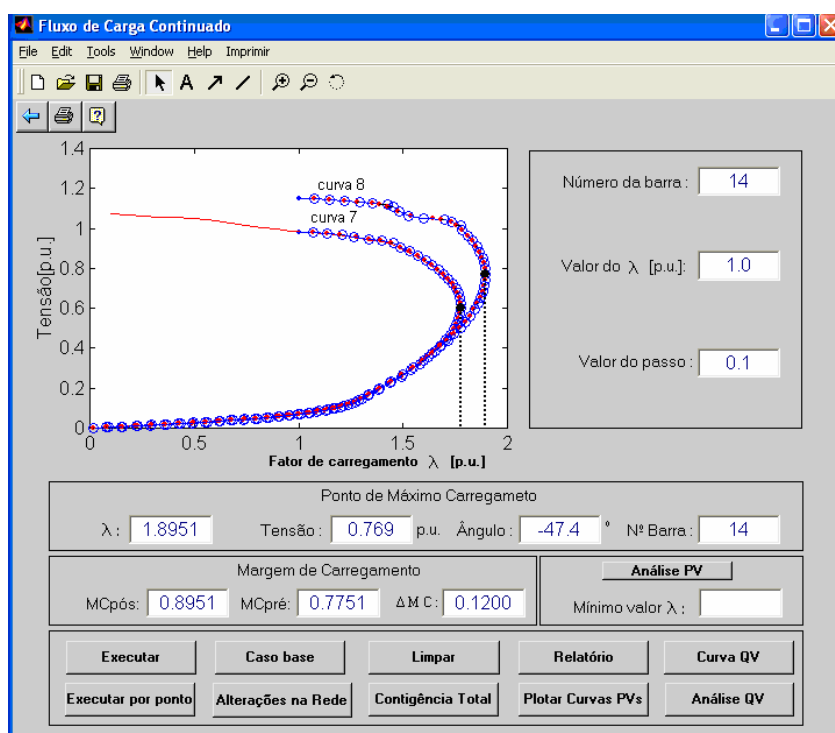 Fluxo de Carga Continuado
File Edit Tools Window Help Imprimir
1.4
1.2
1
0.8
0.6
0.4
0.2
0
Tensão[p.u.]
curva 8
curva 7
0 0.5 1 1.5 2
Fator de carregamento λ [p.u.]
Número da barra : 14
Valor do λ [p.u.]: 1.0
Valor do passo : 0.1
Ponto de Máximo Carregameto
λ : 1.8951 Tensão : 0.769 p.u. Ângulo : -47.4 ° Nº Barra : 14
Margem de Carregamento
MCpós: 0.8951 MCpré: 0.7751 Δ M C : 0.1200
Análise PV
Mínimo valor λ :
Executar Caso base Limpar Relatório Curva QV
Executar por ponto Alterações na Rede Contigência Total Plotar Curvas PVs Análise QV